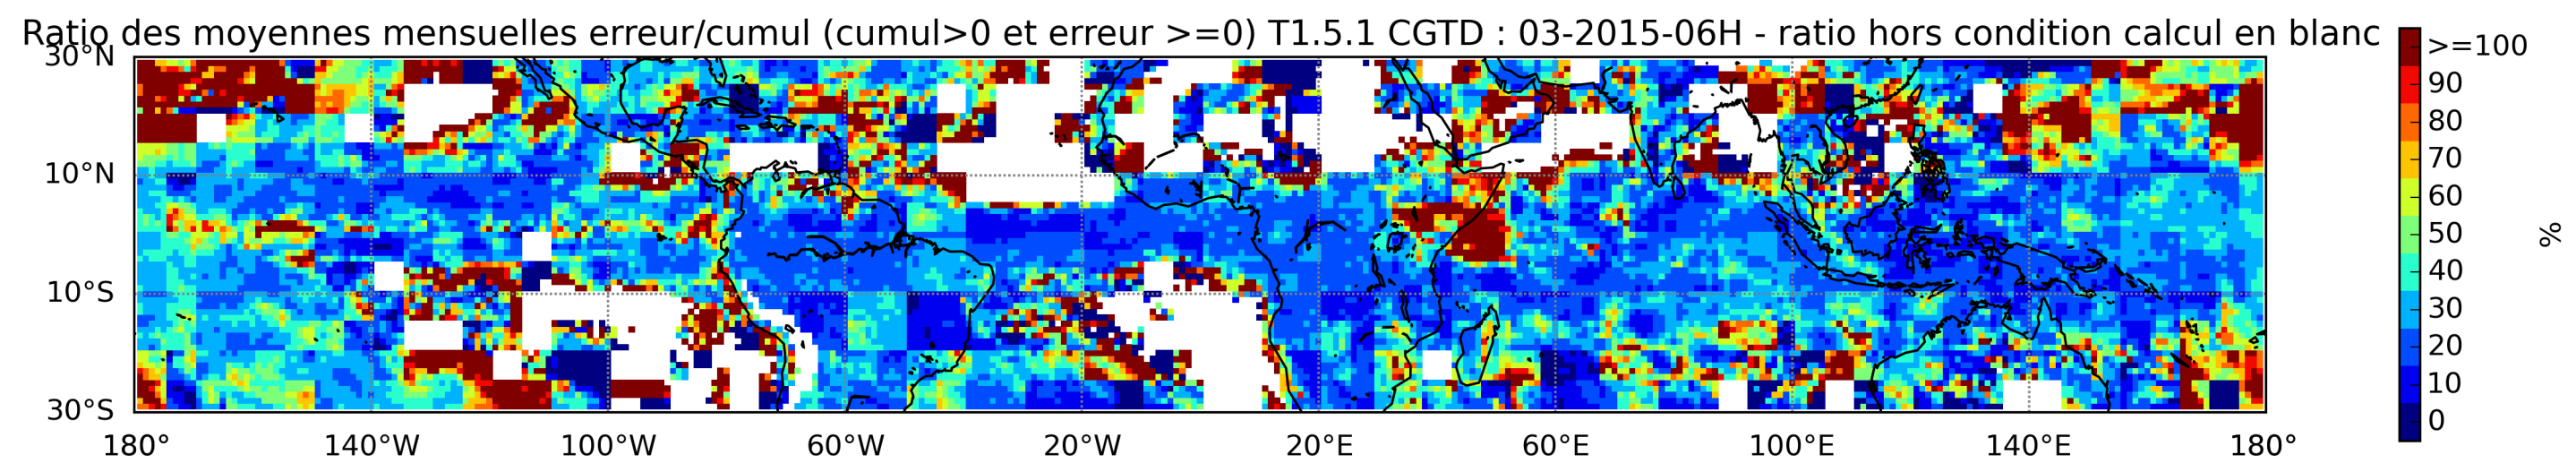 Ratio des moyennes mensuelles erreur/cumul (cumul>0 et erreur >=0) T1.5.1 CGTD : 03-2015-06H - ratio hors condition calcul en blanc
30°N
10°N
10°S
30°S
180°
140°W
100°W
60°W
20°W
20°E
60°E
100°E
140°E
180°
>=100
90
80
70
60
50
40
30
20
10
0
%